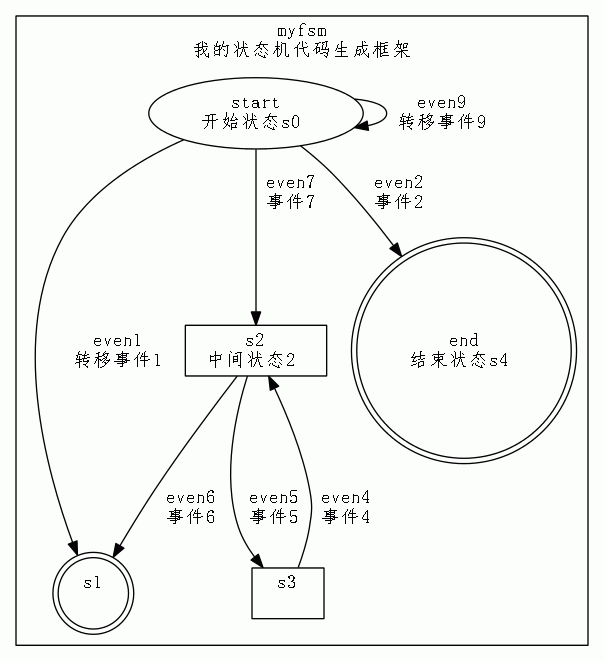 myfsm
我的状态机代码生成框架
start
开始状态s0
even9
转移事件9
even7
事件7
even2
事件2
even1
转移事件1
s2
中间状态2
end
结束状态s4
even6
事件6
even5
事件5
even4
事件4
s1
s3